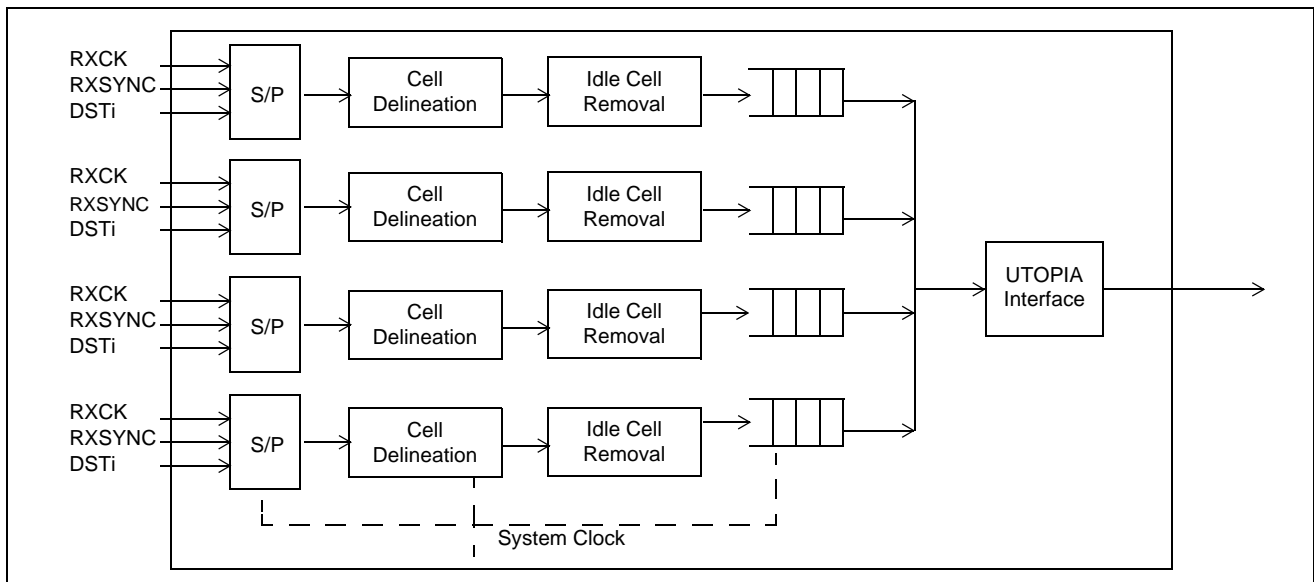 RXCK
RXSYNC
DSTi
S/P
Cell
Delineation
Idle Cell
Removal
RXCK
RXSYNC
DSTi
S/P
Cell
Delineation
Idle Cell
Removal
UTOPIA
Interface
RXCK
RXSYNC
DSTi
S/P
Cell
Delineation
Idle Cell
Removal
RXCK
RXSYNC
DSTi
S/P
Cell
Delineation
Idle Cell
Removal
System Clock